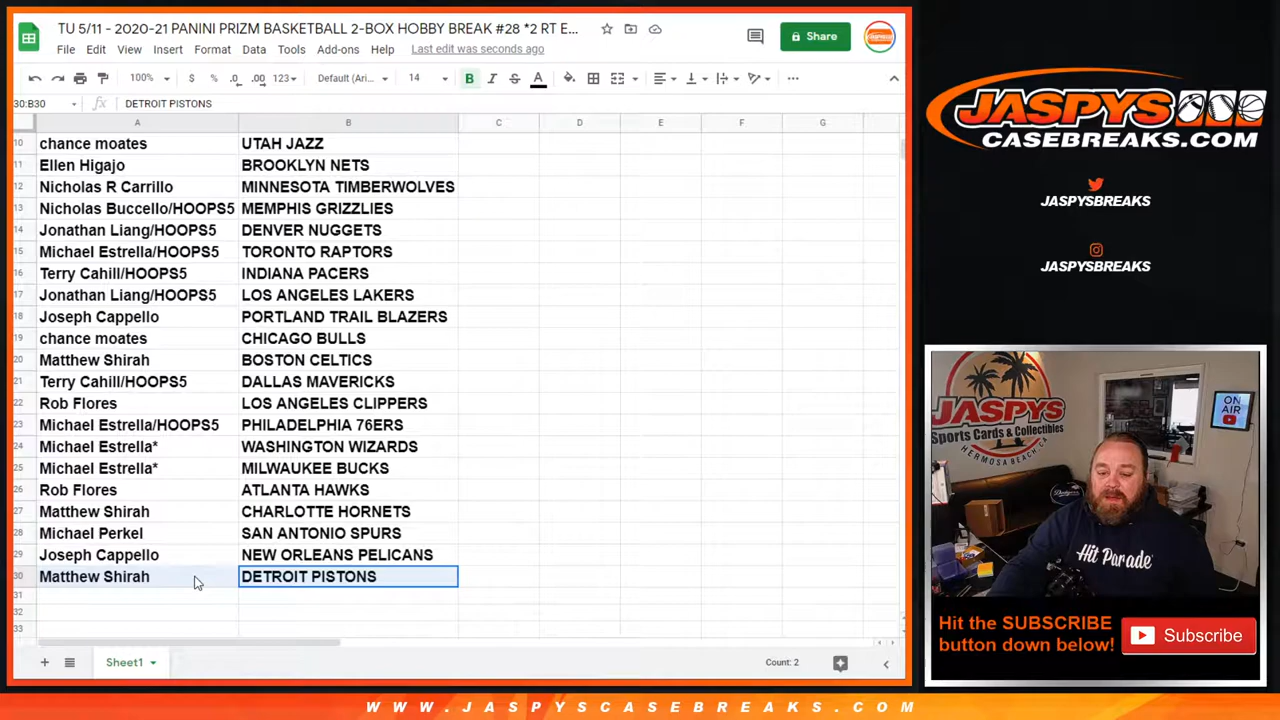 TU 5/11 - 2020-21 PANINI PRIZM BASKETBALL 2-BOX HOBBY BREAK #28 *2 RT E...
Share
File Edit View Insert Format Data Tools Add-ons Help Last edit was seconds ago
100% $ % .0 .00 123 Default (Ari... 14 B I S A
30:B30 fx DETROIT PISTONS
A B C D E F G
10 chance moates UTAH JAZZ
11 Ellen Higajo BROOKLYN NETS
12 Nicholas R Carrillo MINNESOTA TIMBERWOLVES
13 Nicholas Buccello/HOOPS5 MEMPHIS GRIZZLIES
14 Jonathan Liang/HOOPS5 DENVER NUGGETS
15 Michael Estrella/HOOPS5 TORONTO RAPTORS
16 Terry Cahill/HOOPS5 INDIANA PACERS
17 Jonathan Liang/HOOPS5 LOS ANGELES LAKERS
18 Joseph Cappello PORTLAND TRAIL BLAZERS
19 chance moates CHICAGO BULLS
20 Matthew Shirah BOSTON CELTICS
21 Terry Cahill/HOOPS5 DALLAS MAVERICKS
22 Rob Flores LOS ANGELES CLIPPERS
23 Michael Estrella/HOOPS5 PHILADELPHIA 76ERS
24 Michael Estrella* WASHINGTON WIZARDS
25 Michael Estrella* MILWAUKEE BUCKS
26 Rob Flores ATLANTA HAWKS
27 Matthew Shirah CHARLOTTE HORNETS
28 Michael Perkel SAN ANTONIO SPURS
29 Joseph Cappello NEW ORLEANS PELICANS
30 Matthew Shirah DETROIT PISTONS
31
32
33
Sheet1
Count: 2
JASPYS
CASEBREAKS.COM
JASPYSBREAKS
JASPYSBREAKS
JASPYS
Sports Cards & Collectibles
HERMOSA BEACH, CA
ON
AIR
Dodgers
Hit Parade
Hit the SUBSCRIBE
button down below!
Subscribe
WWW.JASPYSCASEBREAKS.COM